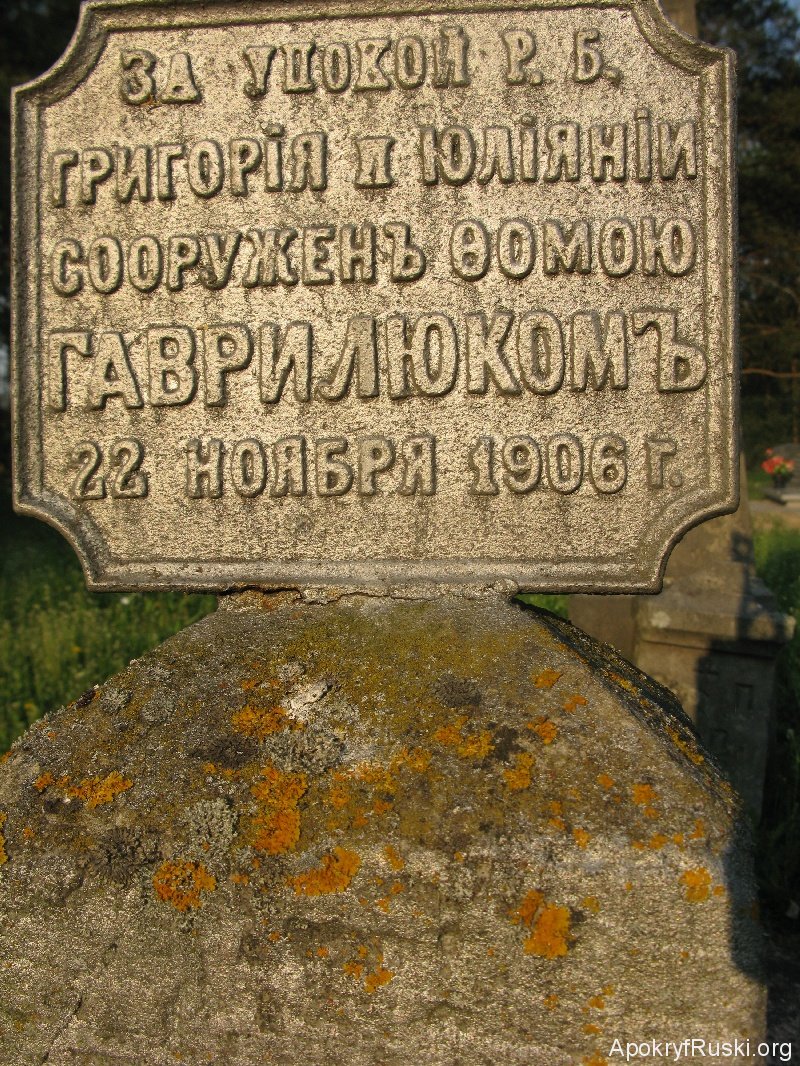 ЗА УПОКОЙ Р. Б.
ГРИГОРІЯ И ЮЛІЯНІИ
СООРУЖЕНЪ ѲОМОЮ
ГАВРИЛЮКОМЪ
22 НОЯБРЯ 1906 Г.
ApokryfRuski.org